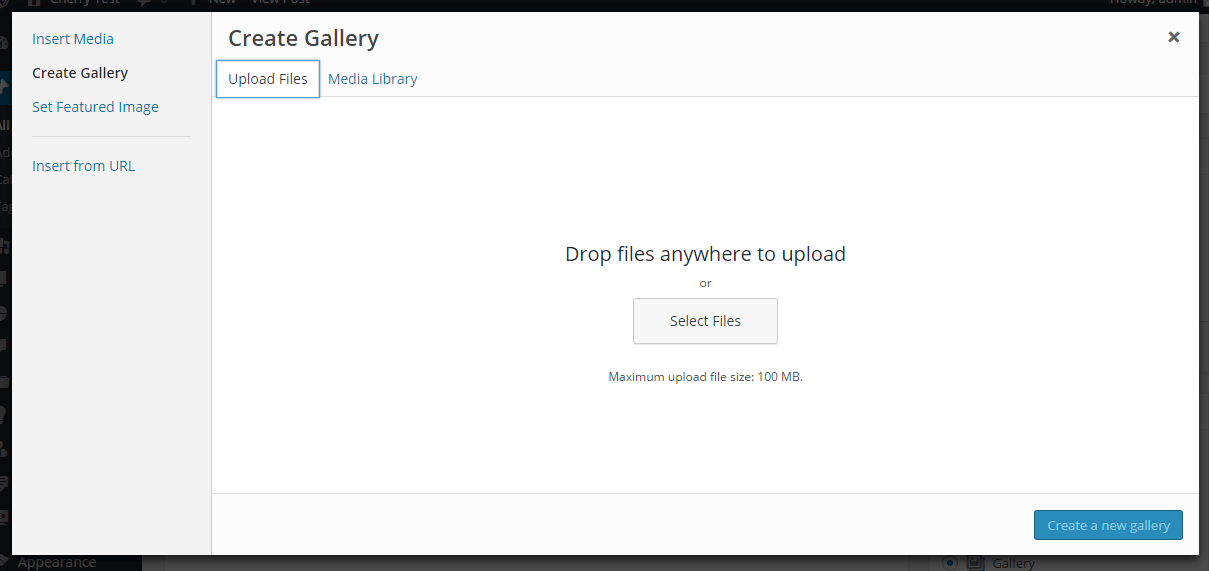 Cherry Test
New
View Post
Howdy, admin
Insert Media
Create Gallery
Set Featured Image
Insert from URL
Create Gallery
Upload Files
Media Library
Drop files anywhere to upload
or
Select Files
Maximum upload file size: 100 MB.
Create a new gallery
Appearance
Gallery